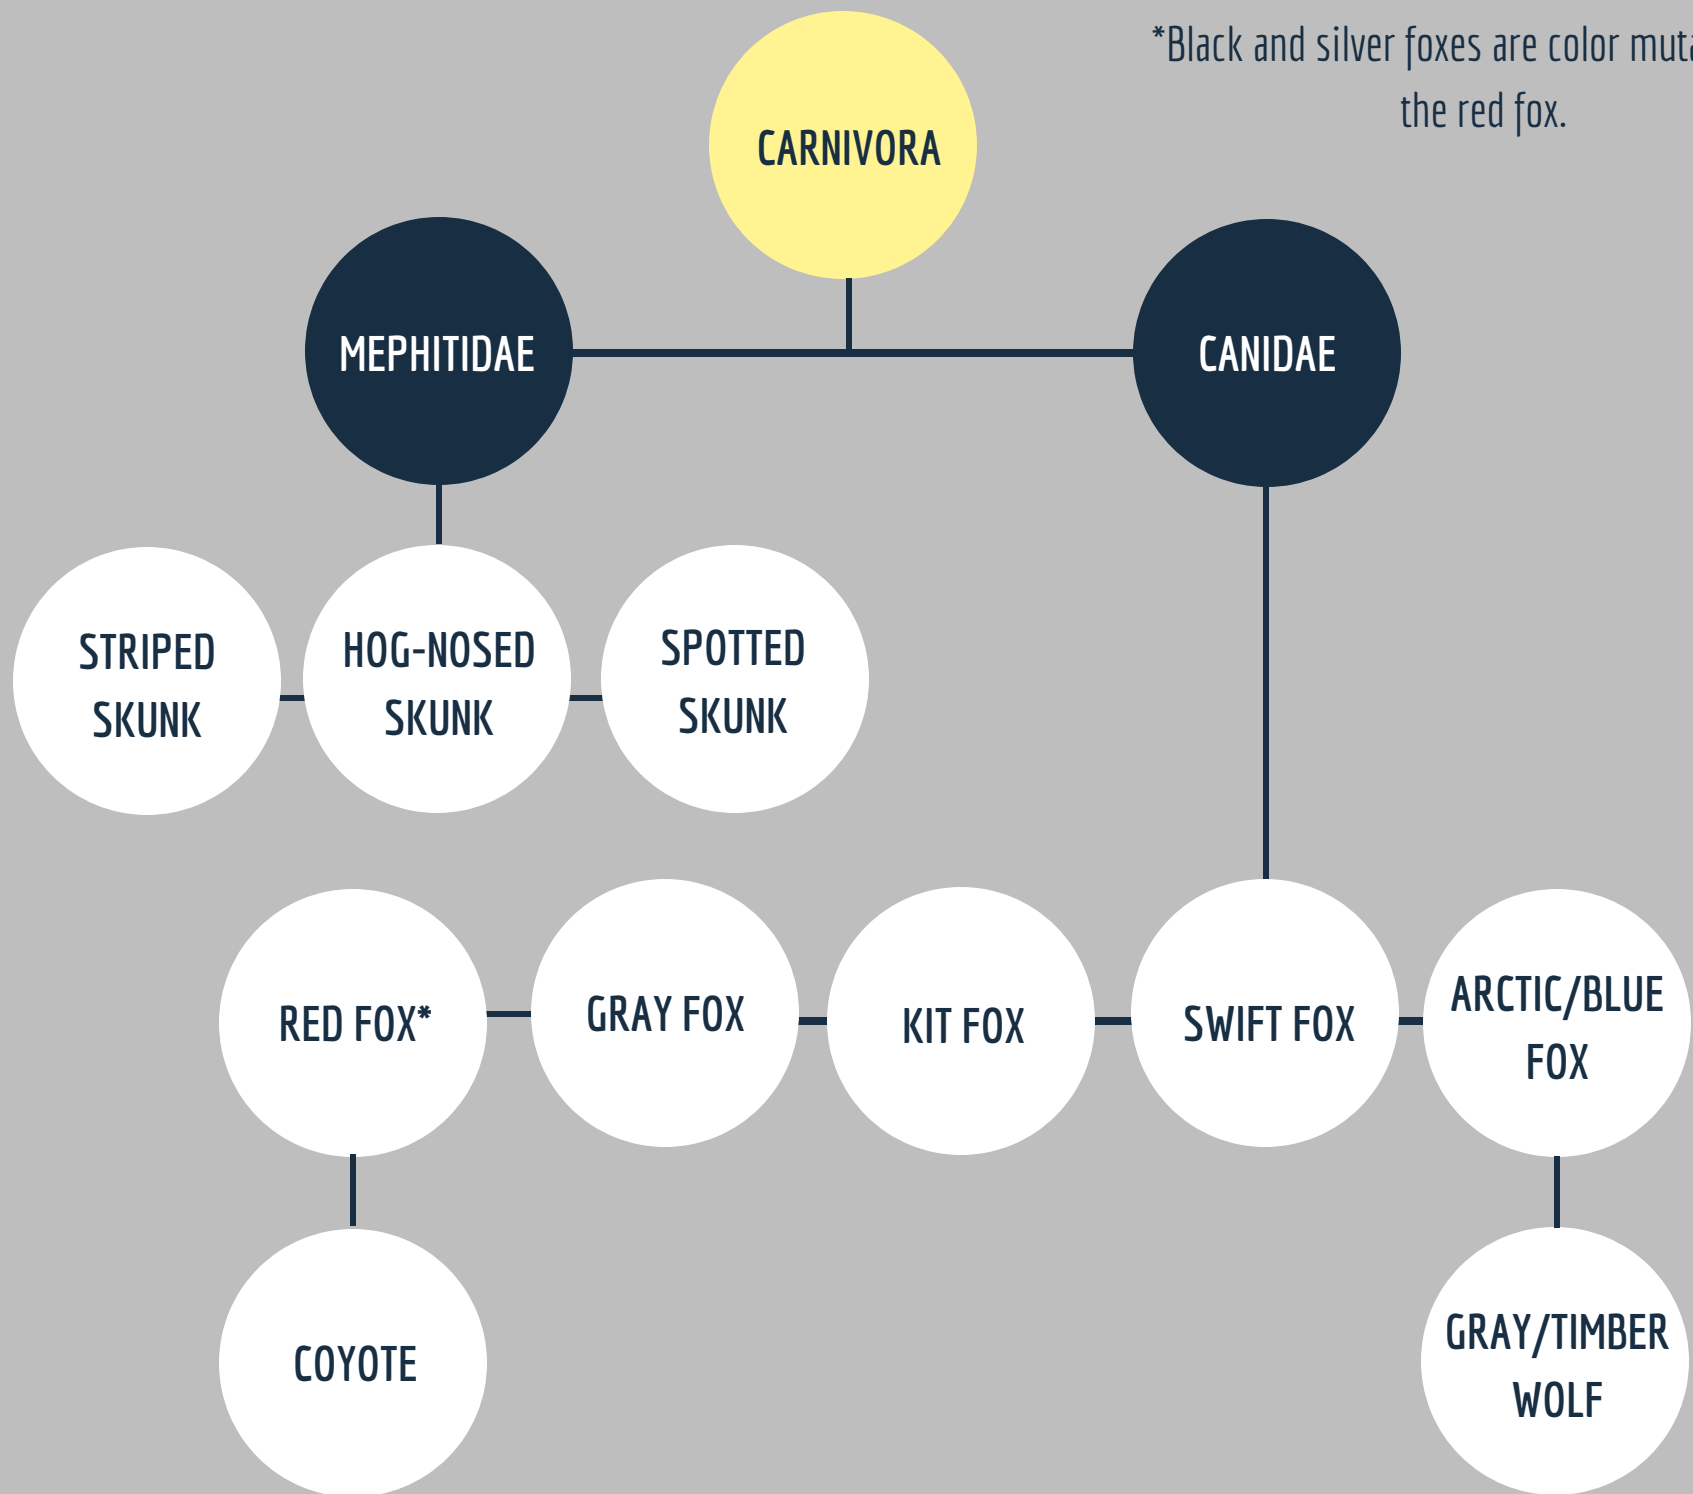 *Black and silver foxes are color
the red fox.
CARNIVORA
MEPHITIDAE
CANIDAE
STRIPED
SKUNK
HOG-NOSED
SKUNK
SPOTTED
SKUNK
RED FOX*
GRAY FOX
KIT FOX
SWIFT FOX
ARCTIC/BLUE
FOX
COYOTE
GRAY/TIMBER
WOLF